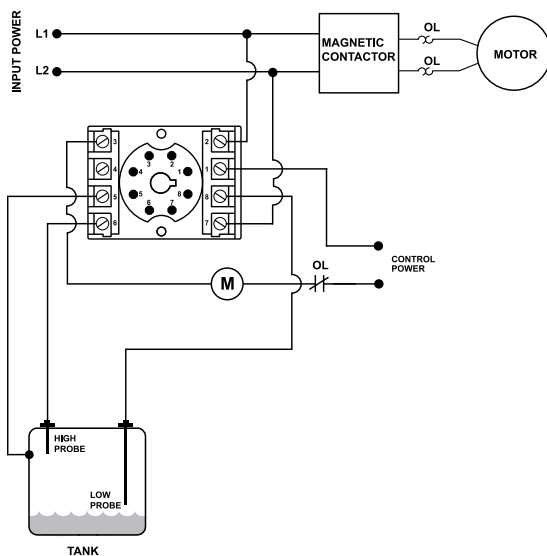 INPUT POWER
L1
L2
MAGNETIC
CONTACTOR
OL
OL
MOTOR
3
4
5
6
2
1
8
7
3
2
4
1
5
8
6
7
CONTROL
POWER
OL
M
HIGH
PROBE
LOW
PROBE
TANK